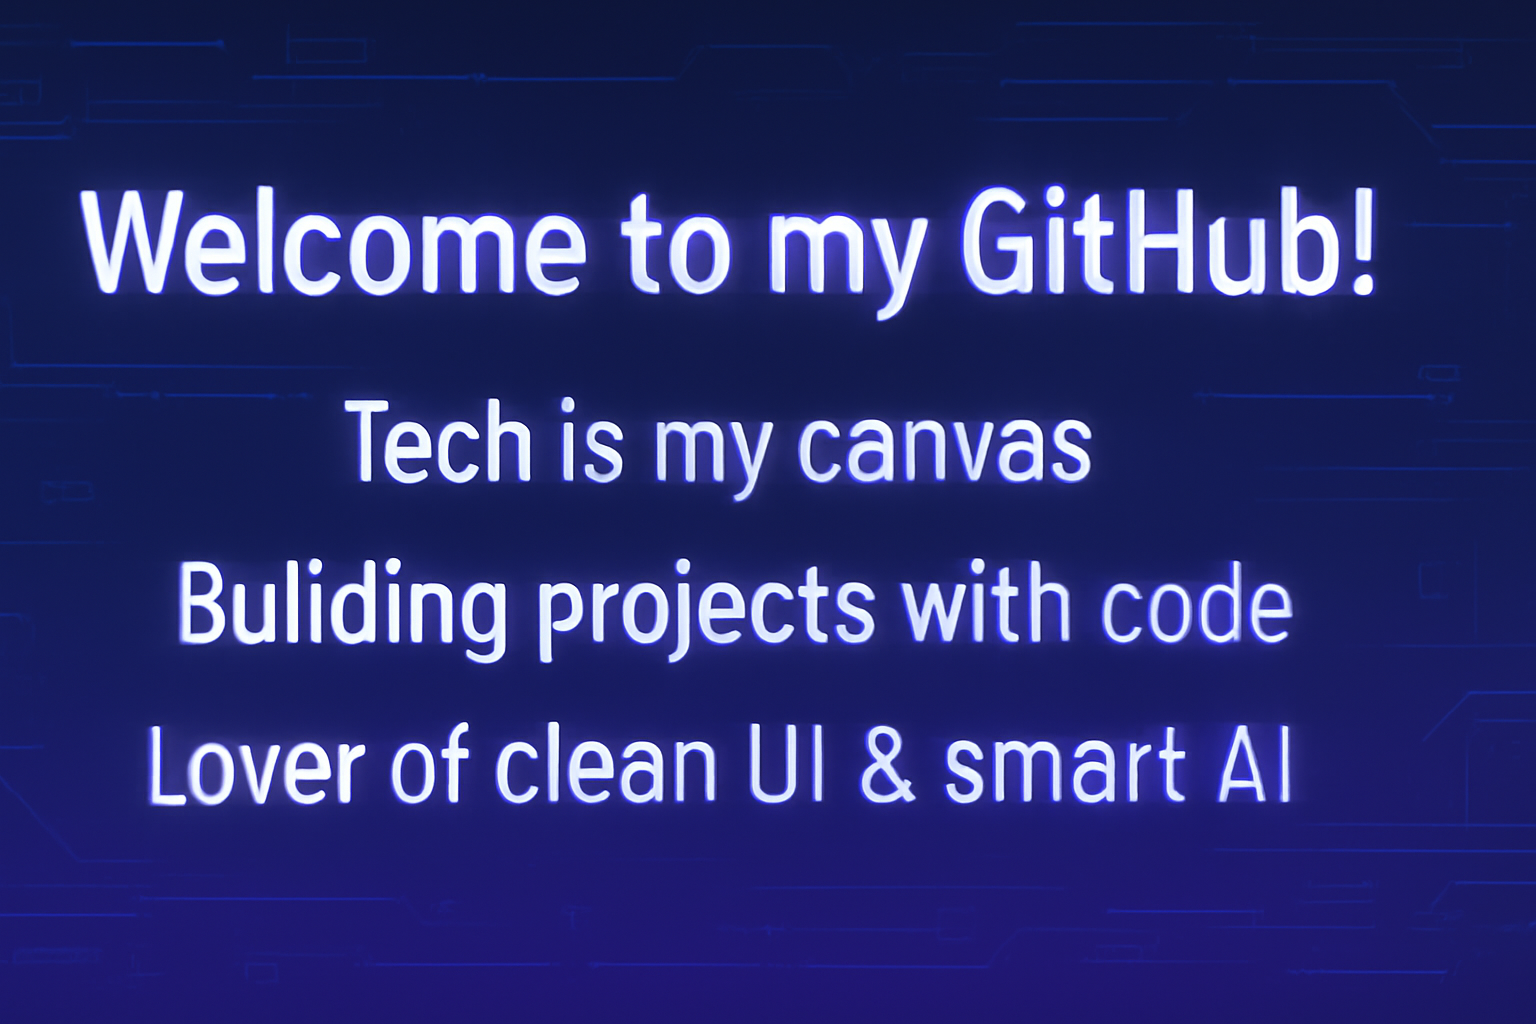 Welcome to my GitHub!
Tech is my canvas
Buliding projects with code
Lover of clean UI & smart AI